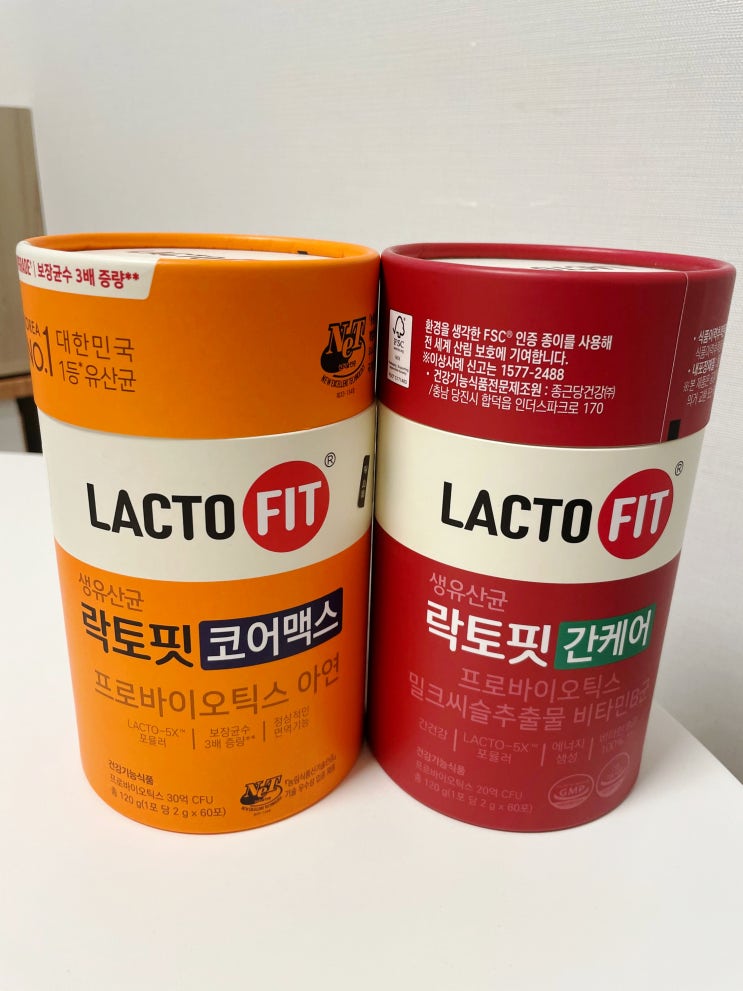 보장균수 3배 증량**
대한민국
1등*유산균
NeT
NEW EXCELLENT TECHNOLOGY
LACTO FIT ®
생유산균
락토핏 코어맥스
프로바이오틱스 아연
LACTO-5X™
포뮬러
보장균수
3배 증량**
정상적인
면역기능
건강기능식품
프로바이오틱스 30억 CFU
총 120 g(1포 당 2 g x 60포)
NeT
FSC
환경을 생각한 FSC® 인증 종이를 사용해
전 세계 산림 보호에 기여합니다.
※이상사례 신고는 1577-2488
• 건강기능식품전문제조원 : 종근당건강㈜
/충남 당진시 합덕읍 인더스파크로 170
LACTO FIT ®
생유산균
락토핏 간케어
프로바이오틱스
밀크씨슬추출물 비타민B군
간건강
LACTO-5X™
포뮬러
에너지
생성
100%
건강기능식품
프로바이오틱스 20억 CFU
총 120 g(1포 당 2 g x 60포)
GMP